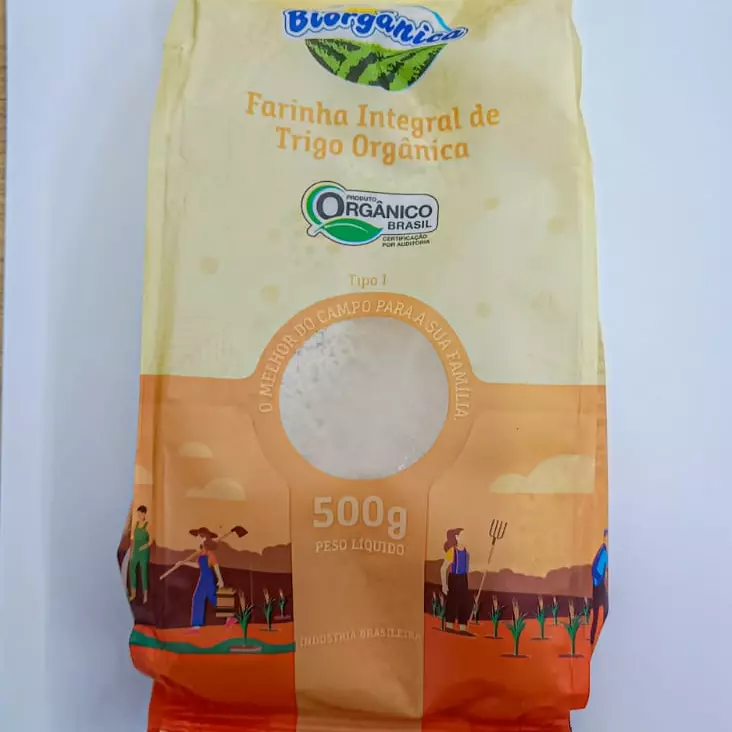 Biorgânica
Farinha Integral de
Trigo Orgânica
PRODUTO
ORGÂNICO
BRASIL
CERTIFICAÇÃO
POR AUDITORIA
Tipo 1
O MELHOR DO CAMPO PARA A SUA FAMÍLIA.
500g
PESO LÍQUIDO
INDÚSTRIA BRASILEIRA